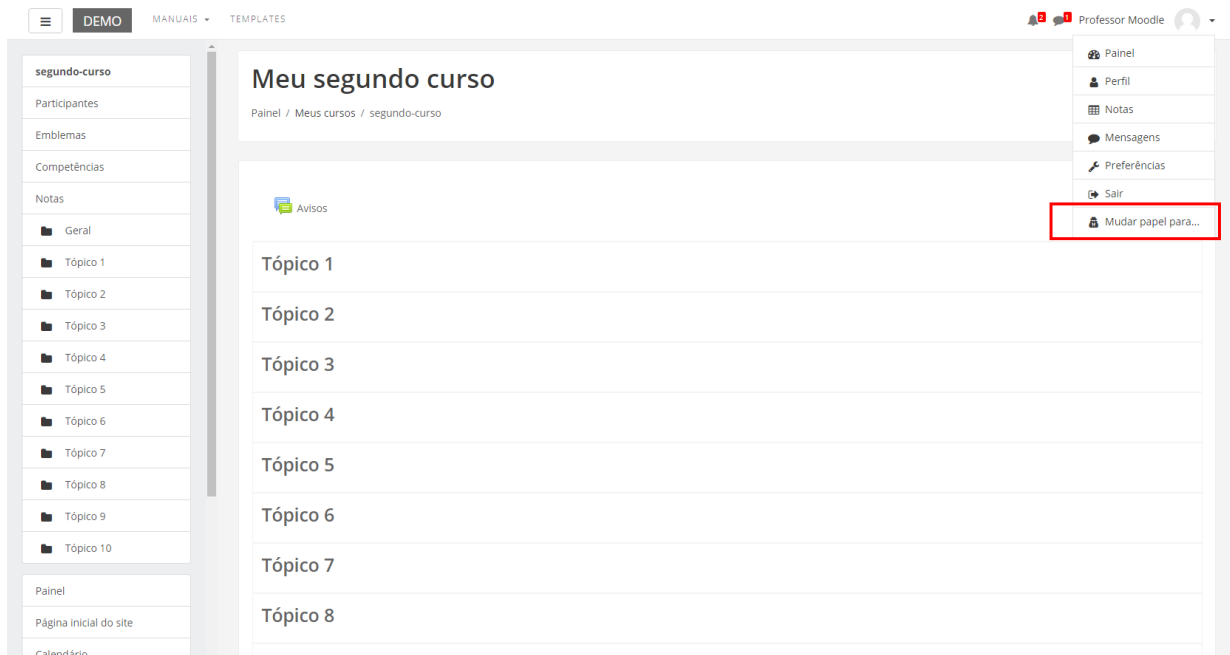 DEMO
MANUAIS
TEMPLATES
2
1
Professor Moodle
Painel
Perfil
Notas
Mensagens
Preferências
Sair
Mudar papel para...
segundo-curso
Participantes
Emblemas
Competências
Notas
Geral
Tópico 1
Tópico 2
Tópico 3
Tópico 4
Tópico 5
Tópico 6
Tópico 7
Tópico 8
Tópico 9
Tópico 10
Painel
Página inicial do site
Calendário
Meu segundo curso
Painel / Meus cursos / segundo-curso
Avisos
Tópico 1
Tópico 2
Tópico 3
Tópico 4
Tópico 5
Tópico 6
Tópico 7
Tópico 8